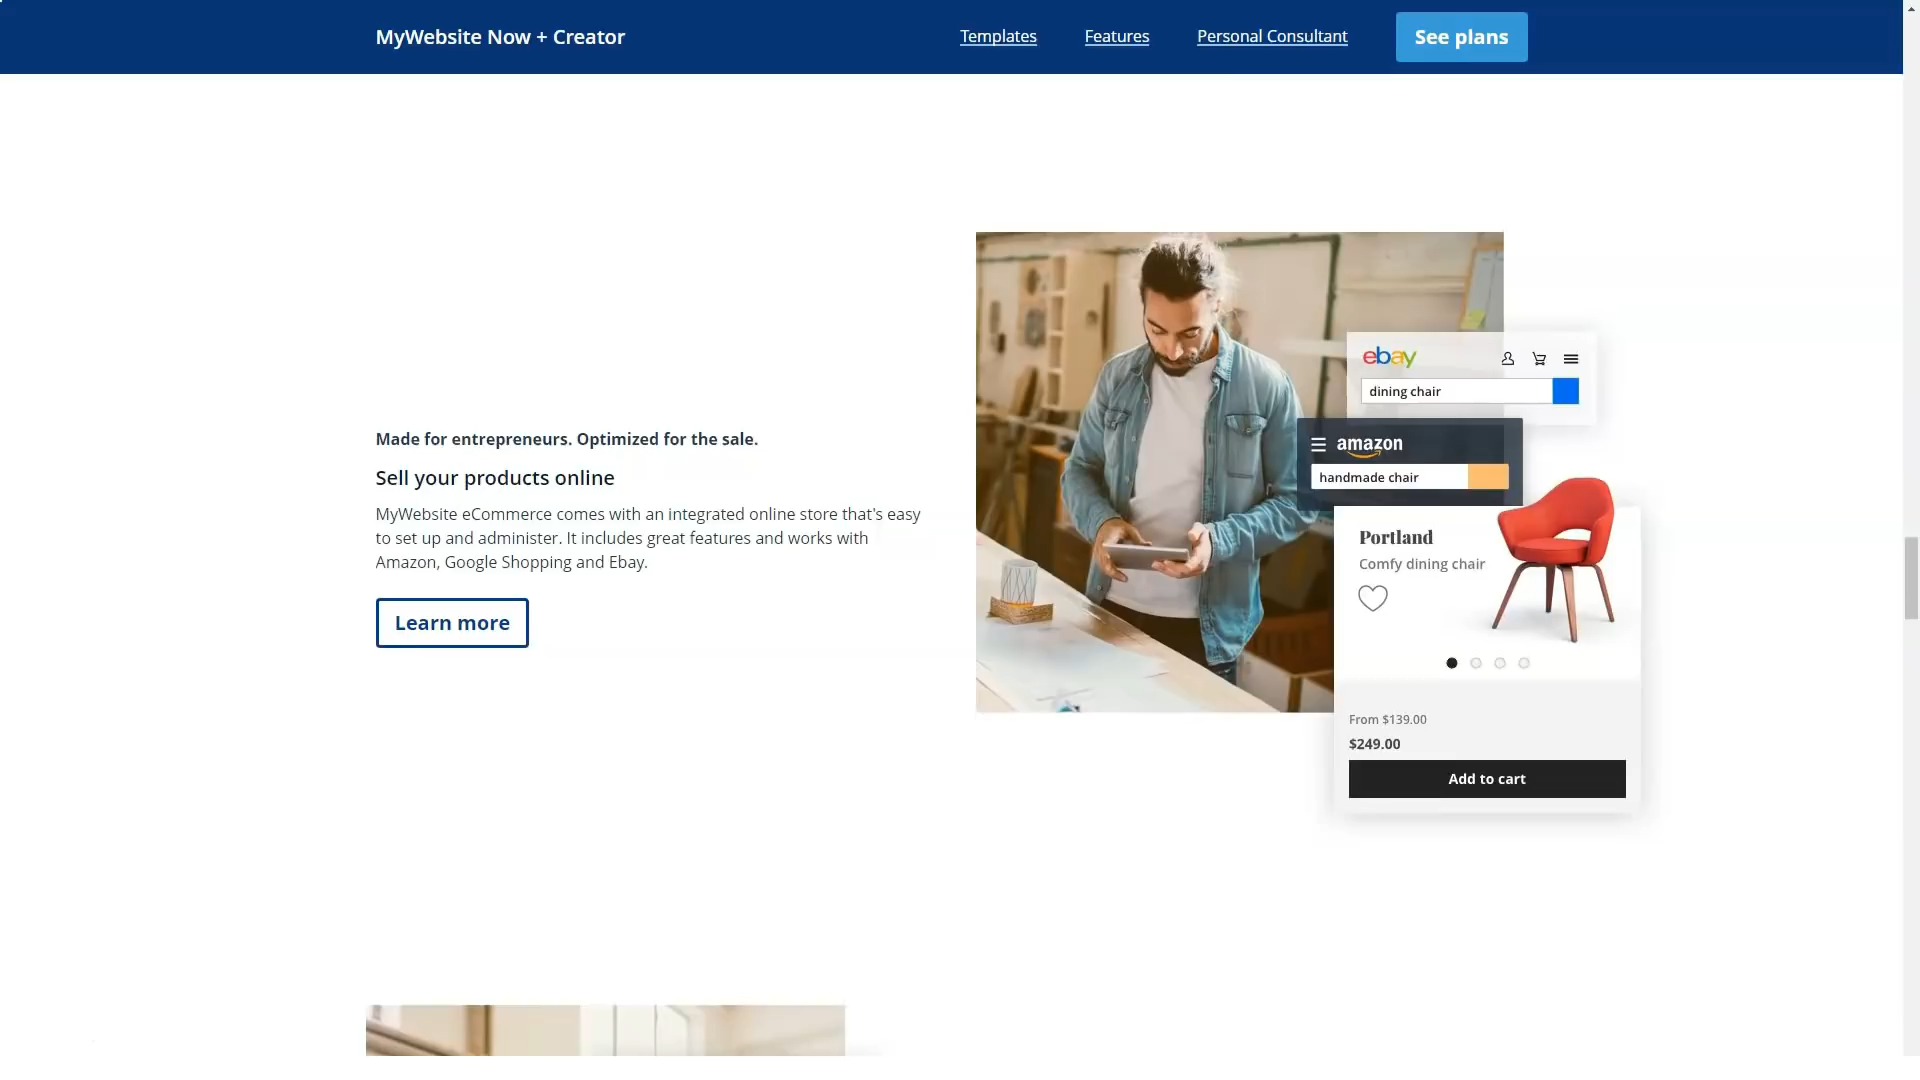 MyWebsite Now + Creator
Templates
Features
Personal Consultant
See plans
Made for entrepreneurs. Optimized for the sale.
Sell your products online
MyWebsite eCommerce comes with an integrated online store that's easy
to set up and administer. It includes great features and works with
Amazon, Google Shopping and Ebay.
Learn more
ebay
dining chair
amazon
handmade chair
Portland
Comfy dining chair
From $139.00
$249.00
Add to cart